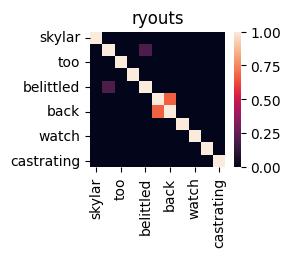 ryouts
skylar
too
belittled
back
watch
castrating
1.00
0.75
0.50
0.25
0.00
skylar
too
belittled
back
watch
castrating